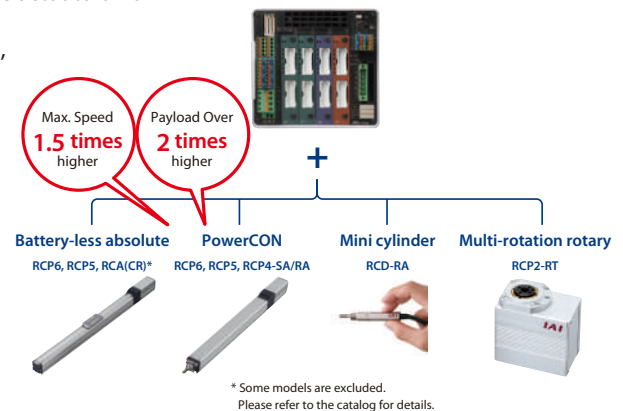 Max. Speed
1.5 times
higher
Payload Over
2 times
higher
+
Battery-less absolute
RCP6, RCP5, RCA(CR)*
PowerCON
RCP6, RCP5, RCP4-SA/RA
Mini cylinder
RCD-RA
Multi-rotation rotary
RCP2-RT
IAI
* Some models are excluded.
Please refer to the catalog for details.